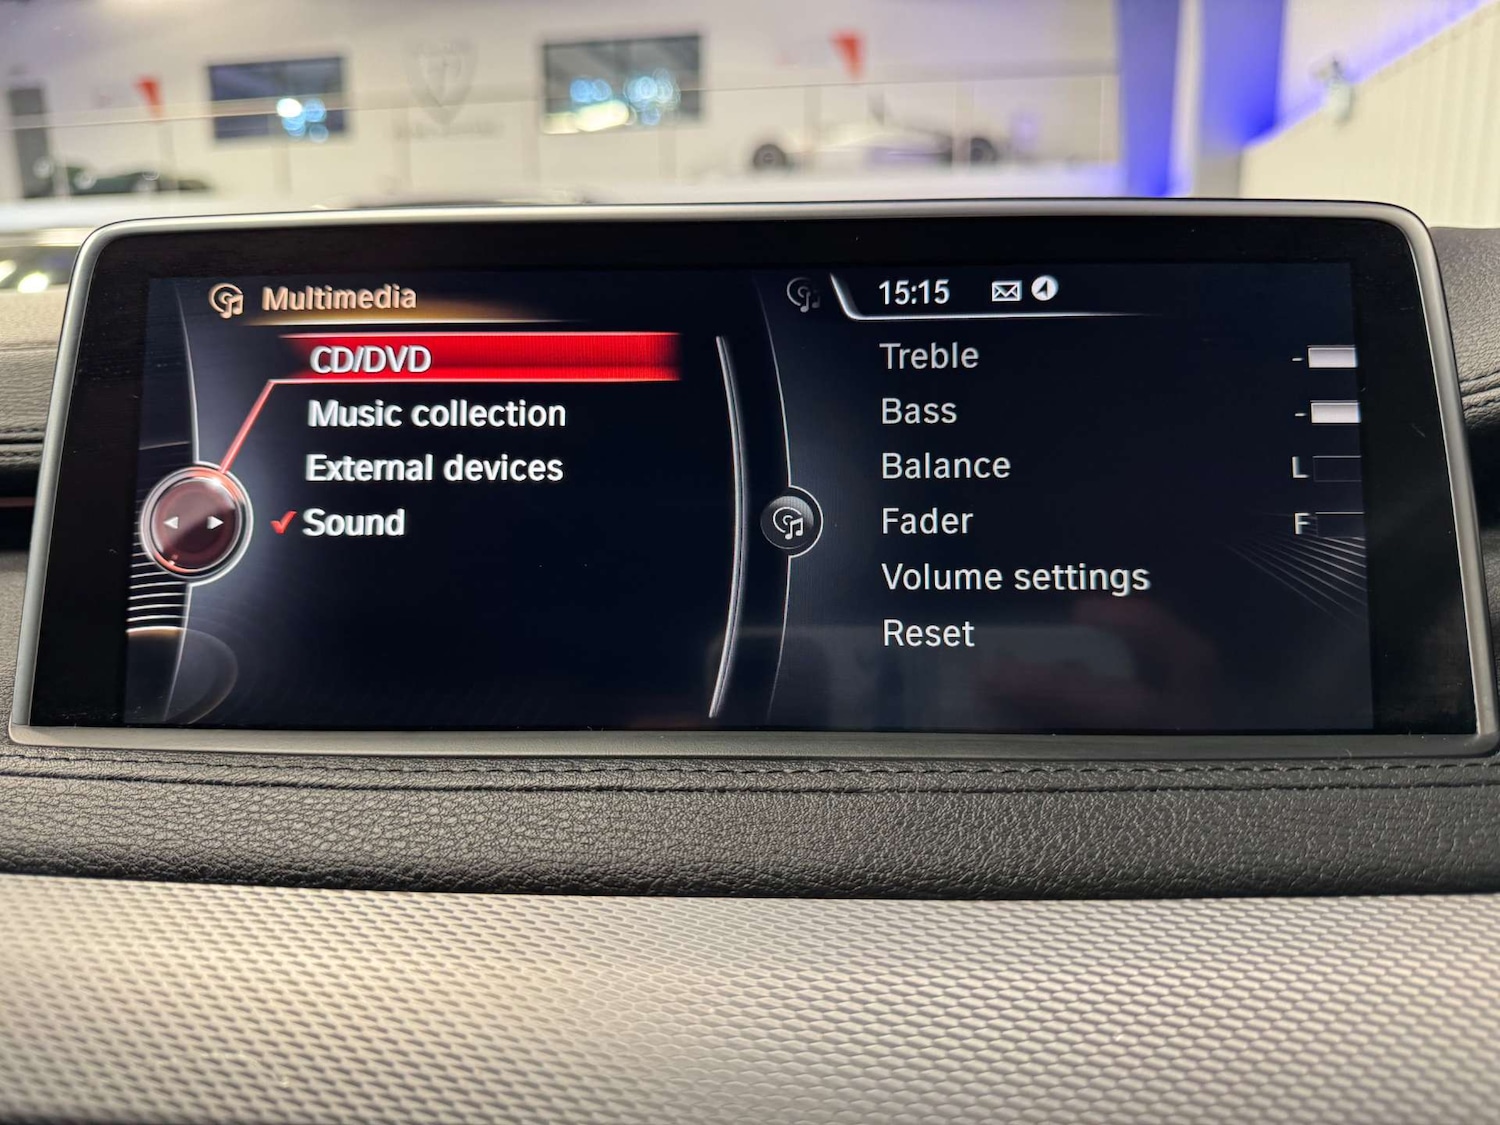 Multimedia
CD/DVD
Music collection
External devices
Sound
15:15
Treble -
Bass -
Balance L
Fader F
Volume settings
Reset